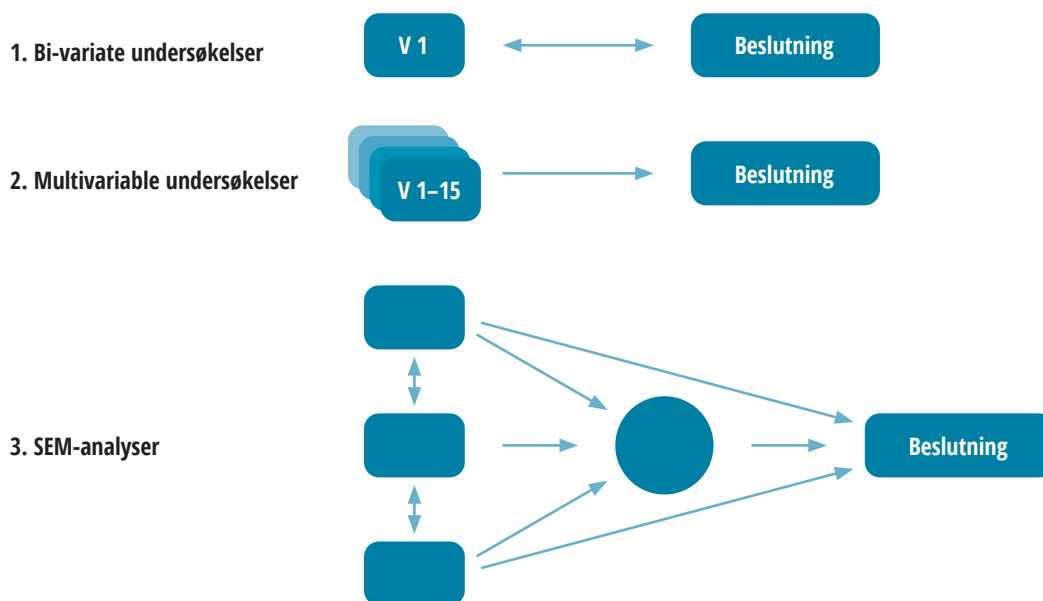 1. Bi-variate undersøkelser
V 1
Beslutning
2. Multivariable undersøkelser
V 1–15
Beslutning
3. SEM-analyser
Beslutning